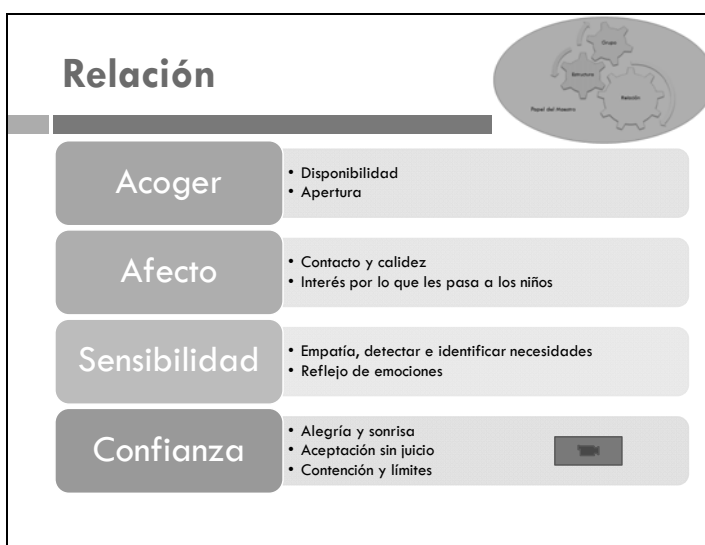 Relación
Grupo
Estructura
Relación
Papel del Maestro
Acoger
• Disponibilidad
• Apertura
Afecto
• Contacto y calidez
• Interés por lo que les pasa a los niños
Sensibilidad
• Empatía, detectar e identificar necesidades
• Reflejo de emociones
Confianza
• Alegría y sonrisa
• Aceptación sin juicio
• Contención y límites